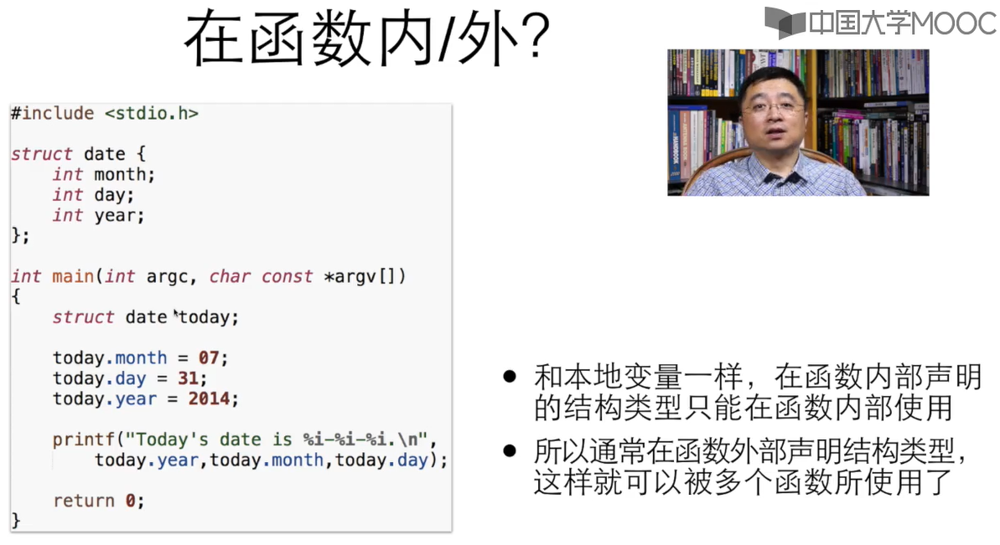 中国大学MOOC
在函数内/外?
#include <stdio.h>
struct date {
    int month;
    int day;
    int year;
};
int main(int argc, char const *argv[])
{
    struct date today;
    today.month = 07;
    today.day = 31;
    today.year = 2014;
    printf("Today's date is %i-%i-%i.\n",
        today.year,today.month,today.day);
    return 0;
}
• 和本地变量一样，在函数内部声明
的结构类型只能在函数内部使用
• 所以通常在函数外部声明结构类型，
这样就可以被多个函数所使用了